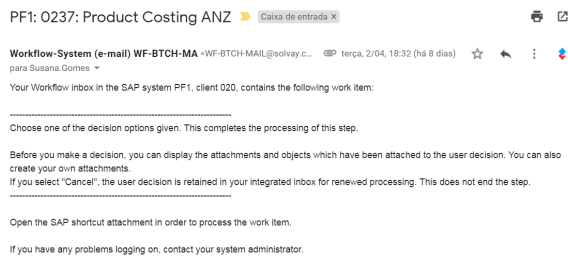 PF1: 0237: Product Costing ANZ Caixa de entrada ×
Workflow-System (e-mail) WF-BTCH-MA <WF-BTCH-MAIL@solvay.c... terça, 2/04, 18:32 (há 8 dias)
para Susana.Gomes
Your Workflow inbox in the SAP system PF1, client 020, contains the following work item:
------------------------------------------------------------------------
Choose one of the decision options given. This completes the processing of this step.
Before you make a decision, you can display the attachments and objects which have been attached to the user decision. You can also
create your own attachments.
If you select "Cancel", the user decision is retained in your integrated inbox for renewed processing. This does not end the step.
------------------------------------------------------------------------
Open the SAP shortcut attachment in order to process the work item.
If you have any problems logging on, contact your system administrator.